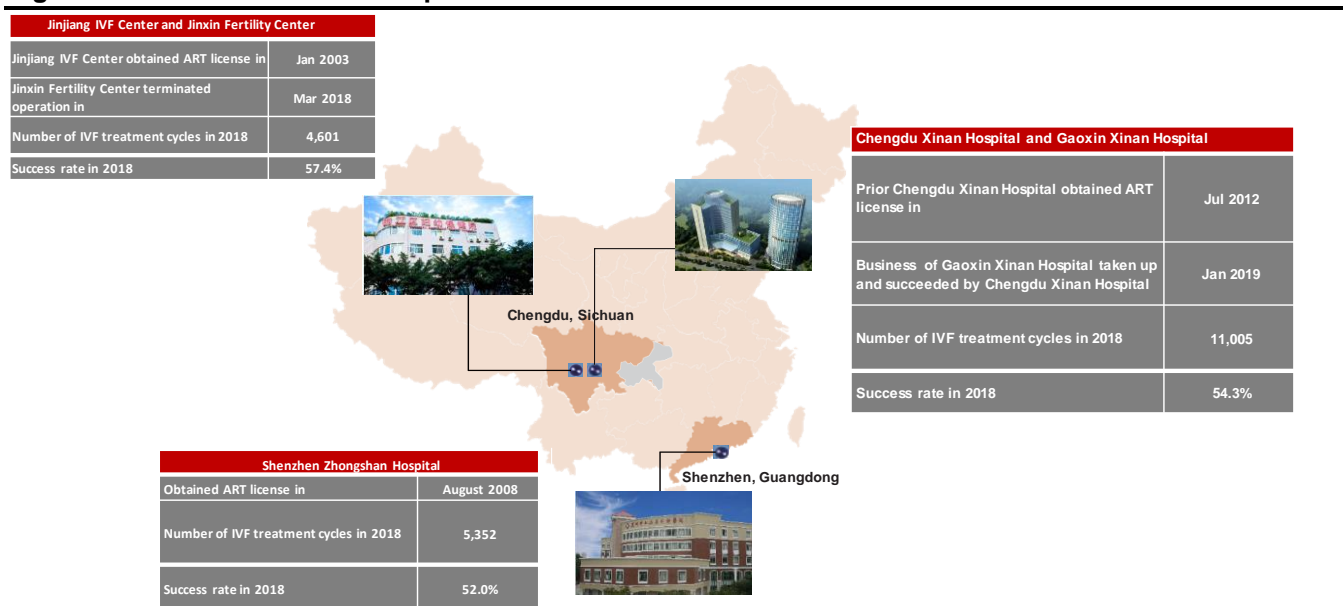 Jinjiang IVF Center and Jinxin Fertility Center
Jinjiang IVF Center obtained ART license in
Jan 2003
Jinxin Fertility Center terminated
operation in
Mar 2018
Number of IVF treatment cycles in 2018
4,601
Success rate in 2018
57.4%
Chengdu Xinan Hospital and Gaoxin Xinan Hospital
Prior Chengdu Xinan Hospital obtained ART
license in
Jul 2012
Business of Gaoxin Xinan Hospital taken up
and succeeded by Chengdu Xinan Hospital
Jan 2019
Number of IVF treatment cycles in 2018
11,005
Success rate in 2018
54.3%
Chengdu, Sichuan
Shenzhen, Guangdong
Shenzhen Zhongshan Hospital
Obtained ART license in
August 2008
Number of IVF treatment cycles in 2018
5,352
Success rate in 2018
52.0%